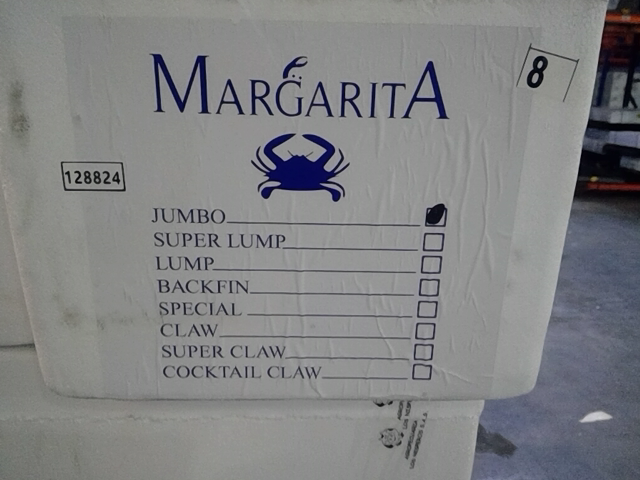 MARGARITA
8
128824
JUMBO
SUPER LUMP
LUMP
BACKFIN
SPECIAL
CLAW
SUPER CLAW
COCKTAIL CLAW